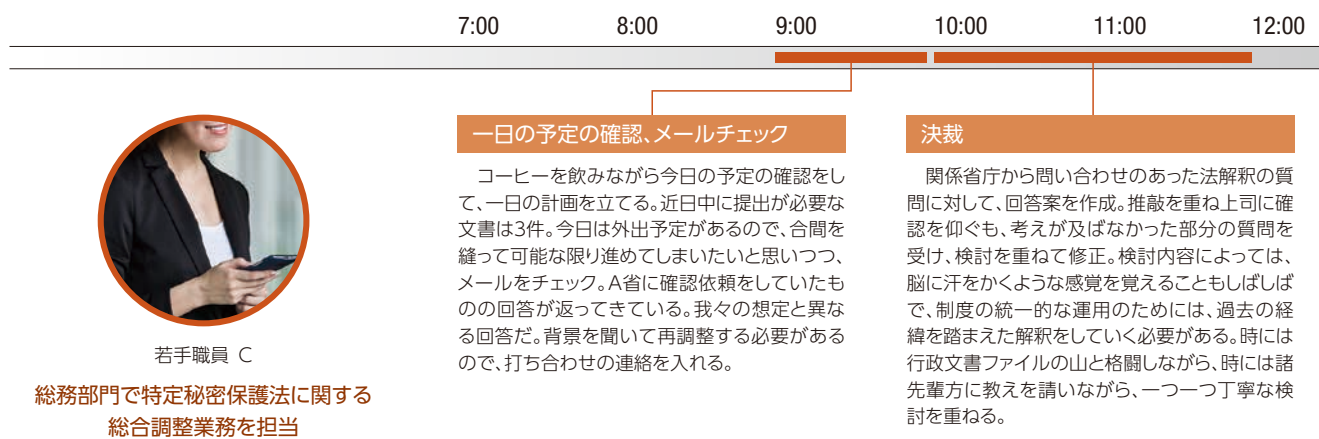 7:00 8:00 9:00 10:00 11:00 12:00
若手職員 C
総務部門で特定秘密保護法に関する
総合調整業務を担当
一日の予定の確認、メールチェック
コーヒーを飲みながら今日の予定の確認をし
て、一日の計画を立てる。近日中に提出が必要な
文書は3件。今日は外出予定があるので、合間を
縫って可能な限り進めてしまいたいと思いつつ、
メールをチェック。A省に確認依頼をしていたも
のの回答が返ってきている。我々の想定と異な
る回答だ。背景を聞いて再調整する必要がある
ので、打ち合わせの連絡を入れる。
決裁
関係省庁から問い合わせのあった法解釈の質
問に対して、回答案を作成。推敲を重ね上司に確
認を仰ぐも、考えが及ばなかった部分の質問を
受け、検討を重ねて修正。検討内容によっては、
脳に汗をかくような感覚を覚えることもしばしば
で、制度の統一的な運用のためには、過去の経
緯を踏まえた解釈をしていく必要がある。時には
行政文書ファイルの山と格闘しながら、時には諸
先輩方に教えを請いながら、一つ一つ丁寧な検
討を重ねる。